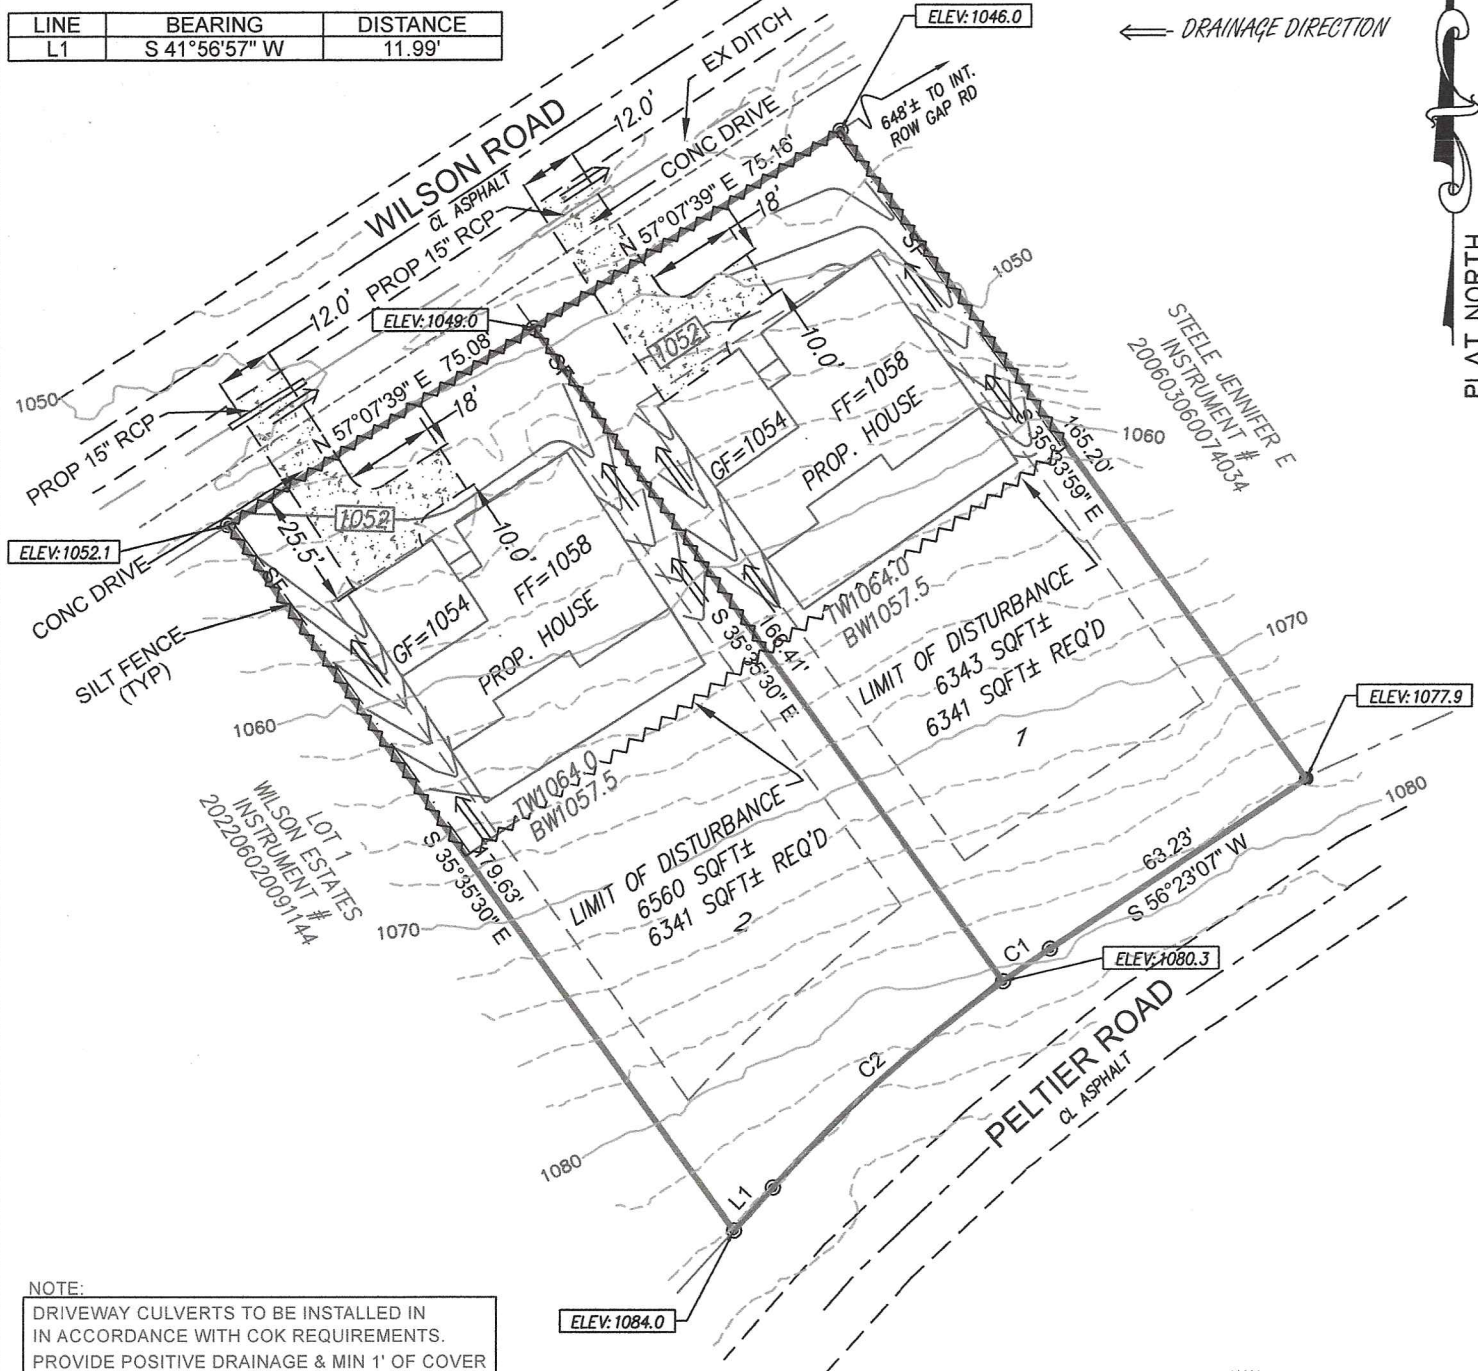 LINE BEARING DISTANCE
L1 S 41°56'57" W 11.99'
ELEV:1046.0
DRAINAGE DIRECTION
PLAT NORTH
EX DITCH
12.0'
648'± TO INT.
ROW GAP RD
WILSON ROAD
CL ASPHALT
CONC DRIVE
PROP 15" RCP
N 57°07'39" E 75.16'
18'
12.0'
ELEV:1049.0
1050
1052
10.0'
1050
PROP 15" RCP
N 57°07'39" E 75.08'
18'
SF
SF
GF=1054
FF=1058
PROP. HOUSE
STEELE JENNIFER E
INSTRUMENT #
200603060074034
1060
165.20'
35°33'59" E
ELEV:1052.1
1052
25.5'
10.0'
CONC DRIVE
SF
SILT FENCE
(TYP)
GF=1054
FF=1058
PROP. HOUSE
TW1064.0
BW1057.5
166.41'
S 35°35'30" E
LIMIT OF DISTURBANCE
6343 SQFT±
6341 SQFT± REQ'D
1
1070
ELEV:1077.9
1060
LOT 1
WILSON ESTATES
INSTRUMENT #
202206020091144
TW1064.0
BW1057.5
LIMIT OF DISTURBANCE
6560 SQFT±
6341 SQFT± REQ'D
2
179.63'
S 35°35'30" E
1070
1080
63.23'
S 56°23'07" W
C1
ELEV:1080.3
C2
PELTIER ROAD
CL ASPHALT
1080
L1
ELEV:1084.0
NOTE:
DRIVEWAY CULVERTS TO BE INSTALLED IN
IN ACCORDANCE WITH COK REQUIREMENTS.
PROVIDE POSITIVE DRAINAGE & MIN 1' OF COVER